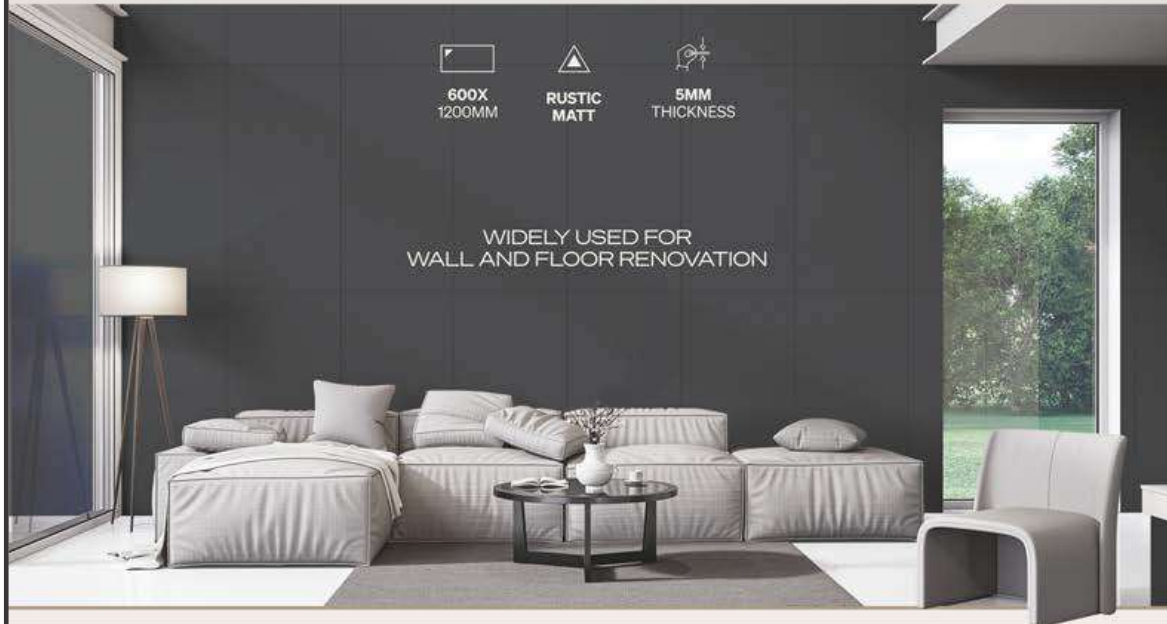 600X
1200MM
RUSTIC
MATT
5MM
THICKNESS
WIDELY USED FOR
WALL AND FLOOR RENOVATION